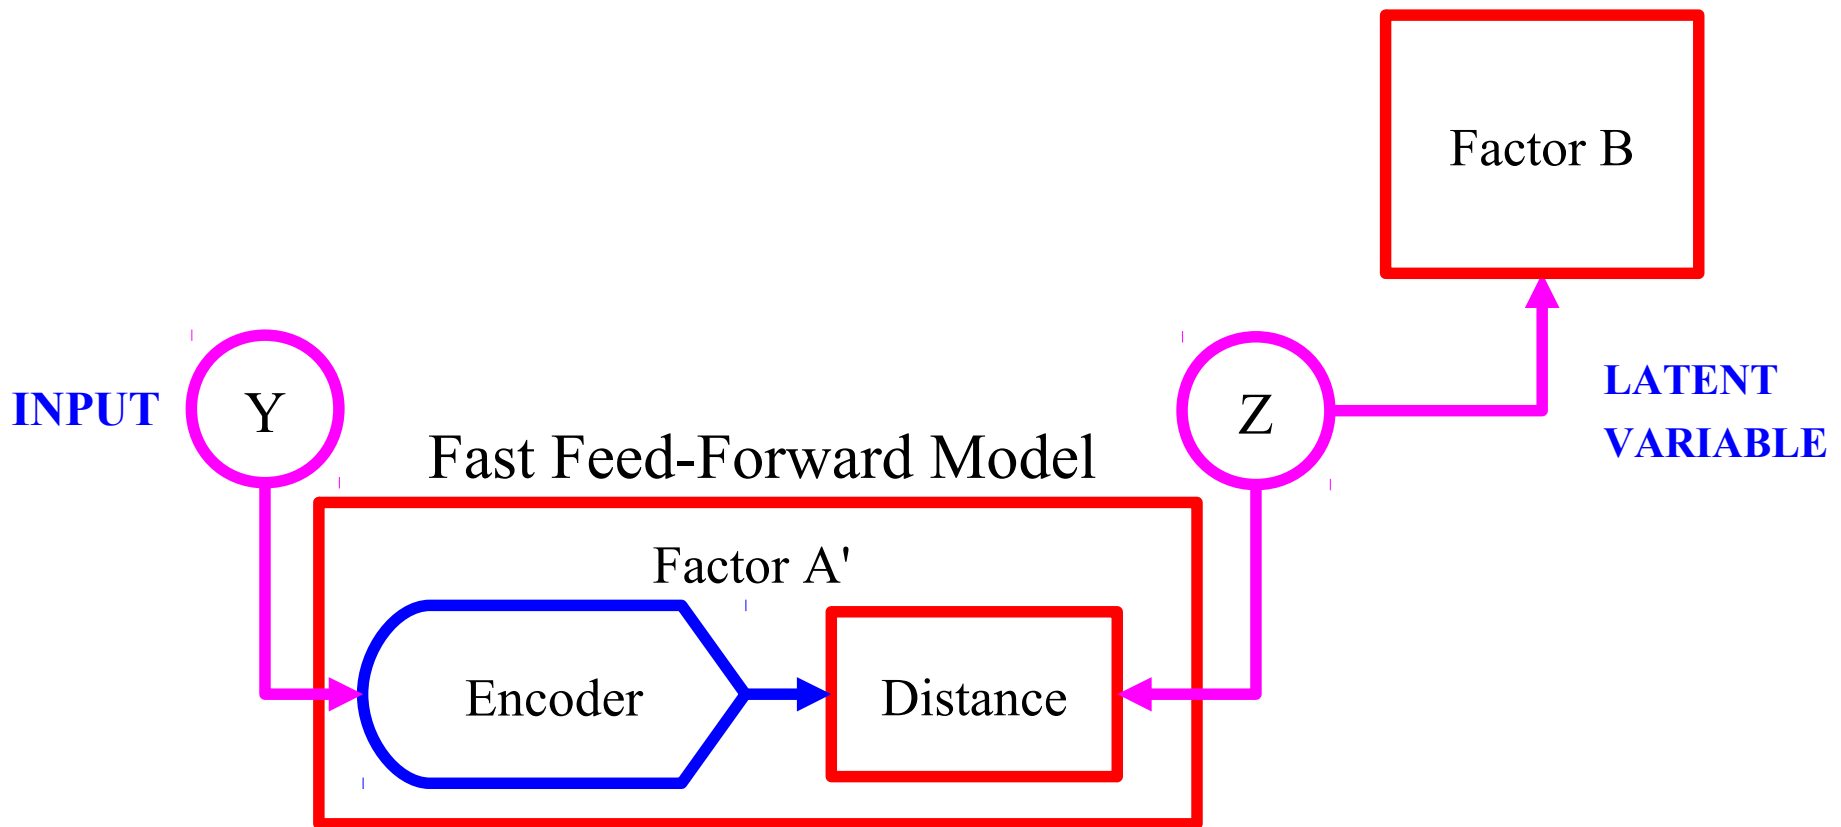 Factor B
INPUT
Y
Z
LATENT
VARIABLE
Fast Feed-Forward Model
Factor A'
Encoder
Distance